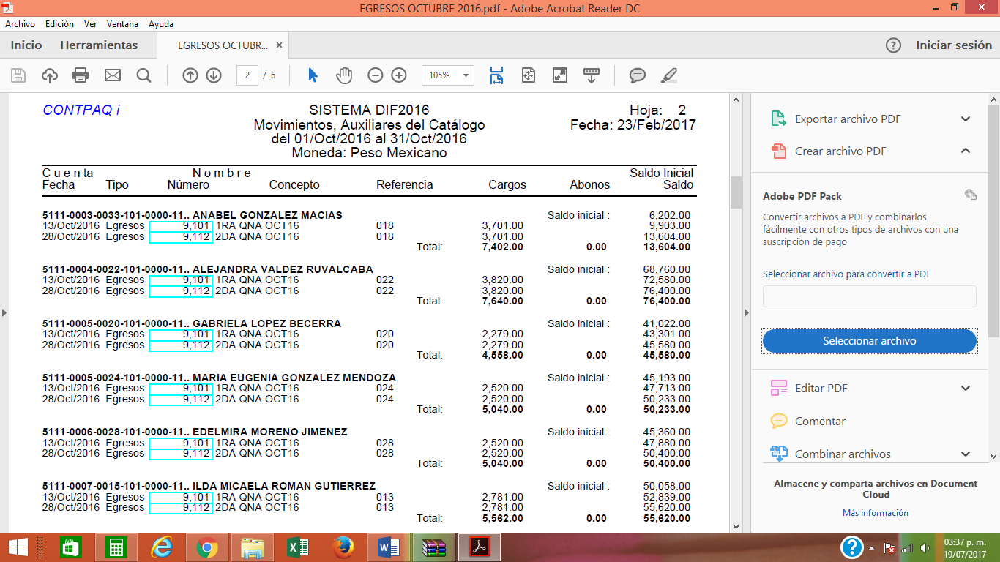 EGRESOS OCTUBRE 2016.pdf - Adobe Acrobat Reader DC
Archivo Edición Ver Ventana Ayuda
Inicio Herramientas EGRESOS OCTUBR... × Iniciar sesión
2 / 6 105%
CONTPAQ i SISTEMA DIF2016 Hoja: 2
Movimientos, Auxiliares del Catálogo Fecha: 23/Feb/2017
del 01/Oct/2016 al 31/Oct/2016
Moneda: Peso Mexicano
C u e n ta N o m b r e Saldo Inicial
Fecha Tipo Número Concepto Referencia Cargos Abonos Saldo
5111-0003-0033-101-0000-11.. ANABEL GONZALEZ MACIAS Saldo inicial : 6,202.00
13/Oct/2016 Egresos 9,101 1RA QNA OCT16 018 3,701.00 9,903.00
28/Oct/2016 Egresos 9,112 2DA QNA OCT16 018 3,701.00 13,604.00
Total: 7,402.00 0.00 13,604.00
5111-0004-0022-101-0000-11.. ALEJANDRA VALDEZ RUVALCABA Saldo inicial : 68,760.00
13/Oct/2016 Egresos 9,101 1RA QNA OCT16 022 3,820.00 72,580.00
28/Oct/2016 Egresos 9,112 2DA QNA OCT16 022 3,820.00 76,400.00
Total: 7,640.00 0.00 76,400.00
5111-0005-0020-101-0000-11.. GABRIELA LOPEZ BECERRA Saldo inicial : 41,022.00
13/Oct/2016 Egresos 9,101 1RA QNA OCT16 020 2,279.00 43,301.00
28/Oct/2016 Egresos 9,112 2DA QNA OCT16 020 2,279.00 45,580.00
Total: 4,558.00 0.00 45,580.00
5111-0005-0024-101-0000-11.. MARIA EUGENIA GONZALEZ MENDOZA Saldo inicial : 45,193.00
13/Oct/2016 Egresos 9,101 1RA QNA OCT16 024 2,520.00 47,713.00
28/Oct/2016 Egresos 9,112 2DA QNA OCT16 024 2,520.00 50,233.00
Total: 5,040.00 0.00 50,233.00
5111-0006-0028-101-0000-11.. EDELMIRA MORENO JIMENEZ Saldo inicial : 45,360.00
13/Oct/2016 Egresos 9,101 1RA QNA OCT16 028 2,520.00 47,880.00
28/Oct/2016 Egresos 9,112 2DA QNA OCT16 028 2,520.00 50,400.00
Total: 5,040.00 0.00 50,400.00
5111-0007-0015-101-0000-11.. ILDA MICAELA ROMAN GUTIERREZ Saldo inicial : 50,058.00
13/Oct/2016 Egresos 9,101 1RA QNA OCT16 013 2,781.00 52,839.00
28/Oct/2016 Egresos 9,112 2DA QNA OCT16 013 2,781.00 55,620.00
Total: 5,562.00 0.00 55,620.00
Exportar archivo PDF
Crear archivo PDF
Adobe PDF Pack
Convertir archivos a PDF y combinarlos
fácilmente con otros tipos de archivos con una
suscripción de pago
Seleccionar archivo para convertir a PDF
Seleccionar archivo
Editar PDF
Comentar
Combinar archivos
Almacene y comparta archivos en Document
Cloud
Más información
03:37 p. m.
19/07/2017